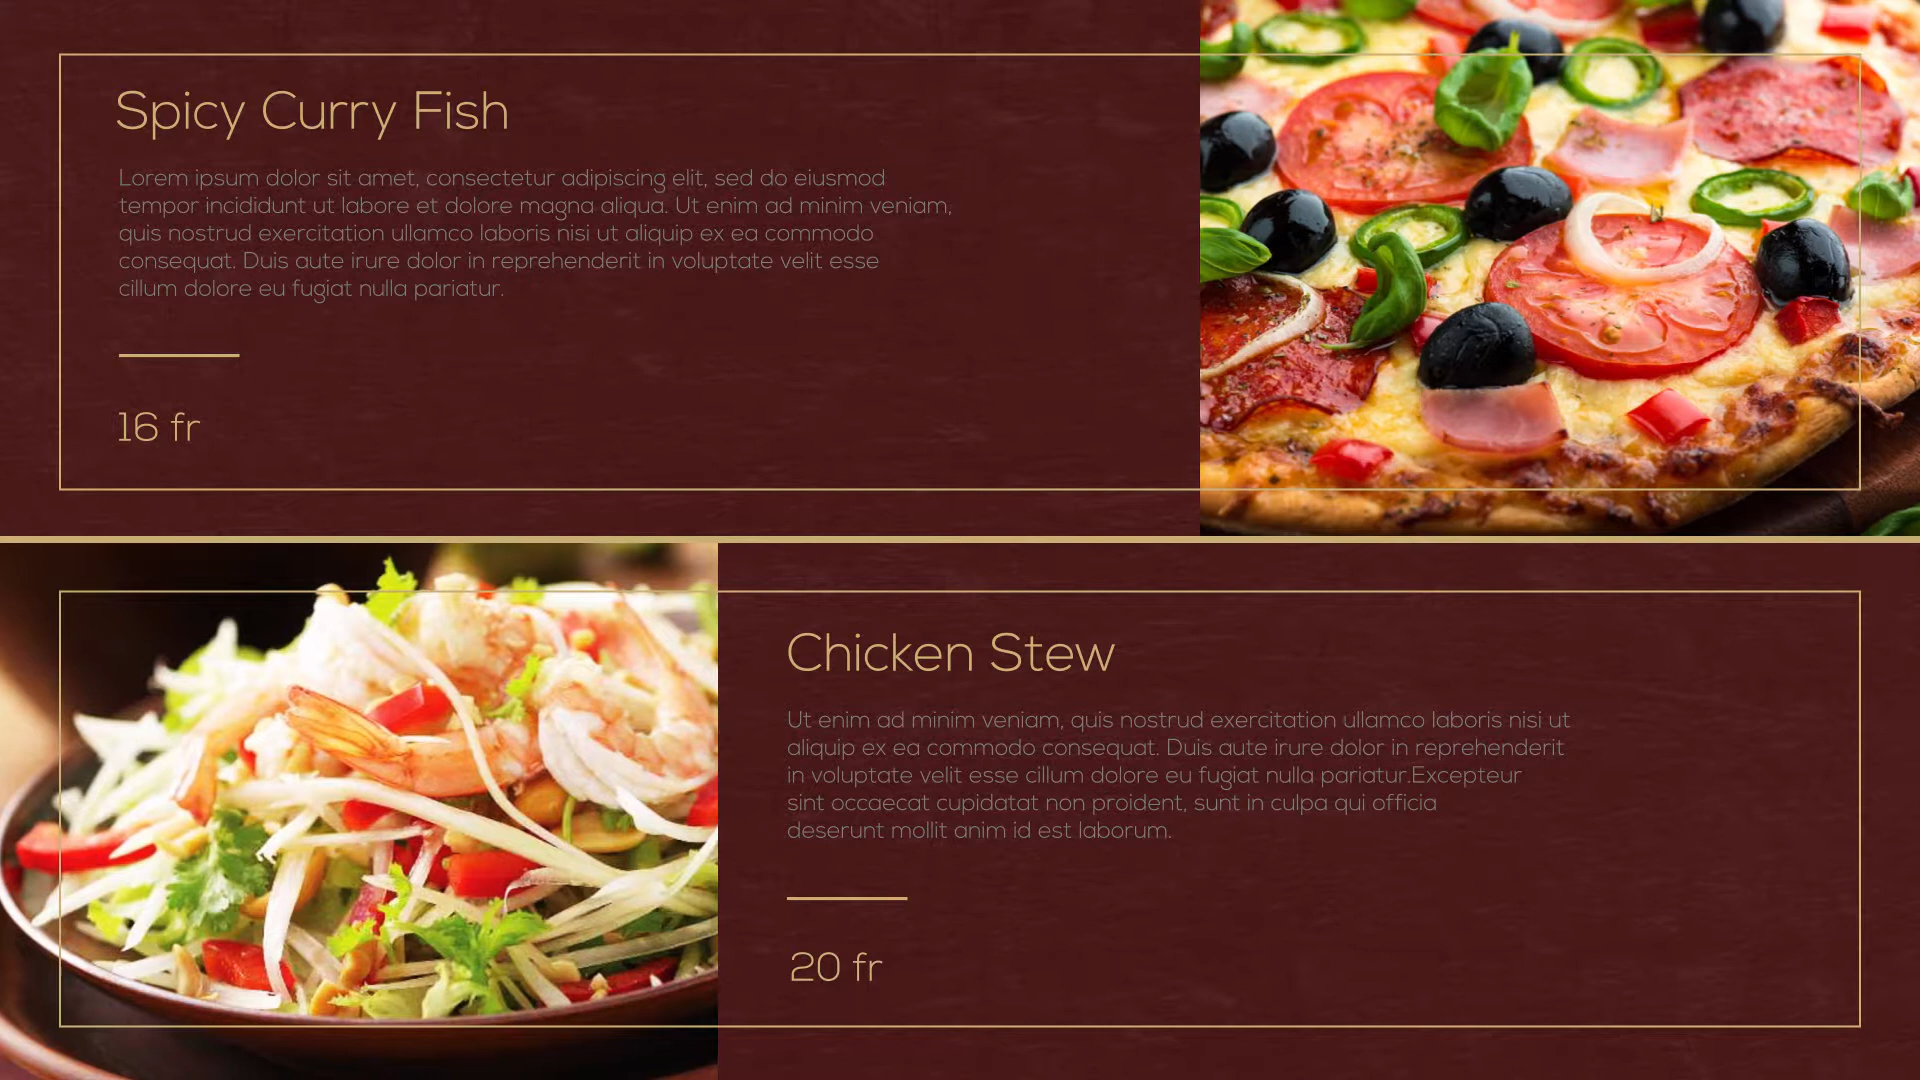 Spicy Curry Fish
Lorem ipsum dolor sit amet, consectetur adipiscing elit, sed do eiusmod
tempor incididunt ut labore et dolore magna aliqua. Ut enim ad minim veniam,
quis nostrud exercitation ullamco laboris nisi ut aliquip ex ea commodo
consequat. Duis aute irure dolor in reprehenderit in voluptate velit esse
cillum dolore eu fugiat nulla pariatur.
16 fr
Chicken Stew
Ut enim ad minim veniam, quis nostrud exercitation ullamco laboris nisi ut
aliquip ex ea commodo consequat. Duis aute irure dolor in reprehenderit
in voluptate velit esse cillum dolore eu fugiat nulla pariatur.Excepteur
sint occaecat cupidatat non proident, sunt in culpa qui officia
deserunt mollit anim id est laborum.
20 fr